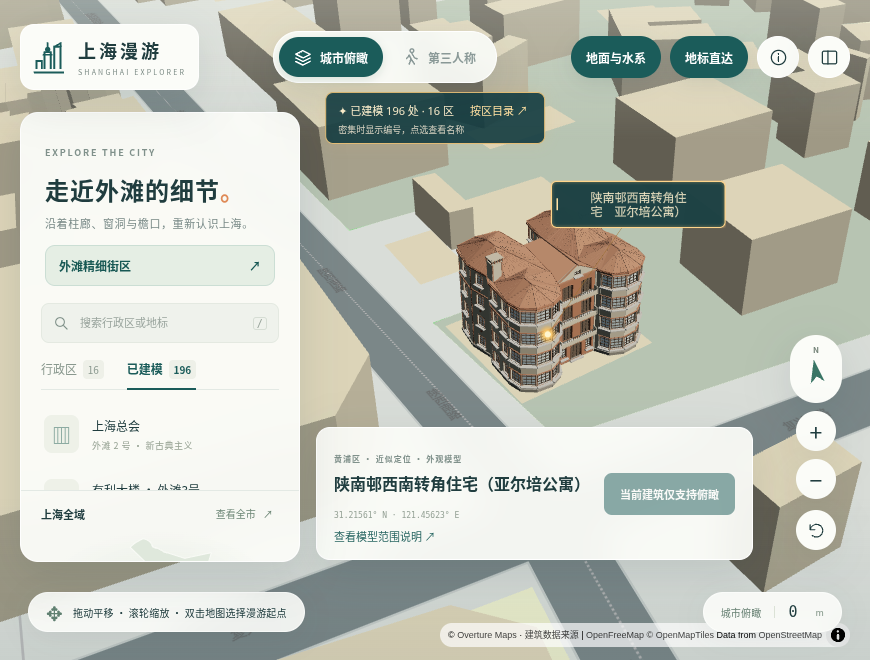 上海漫游
SHANGHAI EXPLORER
城市俯瞰
第三人称
地面与水系
地标直达
✦ 已建模 196 处 · 16 区 按区目录 ↗
密集时显示编号，点选查看名称
EXPLORE THE CITY
走近外滩的细节。
沿着柱廊、窗洞与檐口，重新认识上海。
外滩精细街区 ↗
搜索行政区或地标 /
行政区 16 已建模 196
上海总会
外滩 2 号 · 新古典主义
有利大楼 · 外滩3号
上海全域 查看全市 ↗
陕南邨西南转角住
宅 亚尔培公寓）
N
黄浦区 · 近似定位 · 外观模型
陕南邨西南转角住宅（亚尔培公寓）
31.21561° N · 121.45623° E
查看模型范围说明 ↗
当前建筑仅支持俯瞰
拖动平移 · 滚轮缩放 · 双击地图选择漫游起点
城市俯瞰 0 m
© Overture Maps · 建筑数据来源 | OpenFreeMap © OpenMapTiles Data from OpenStreetMap